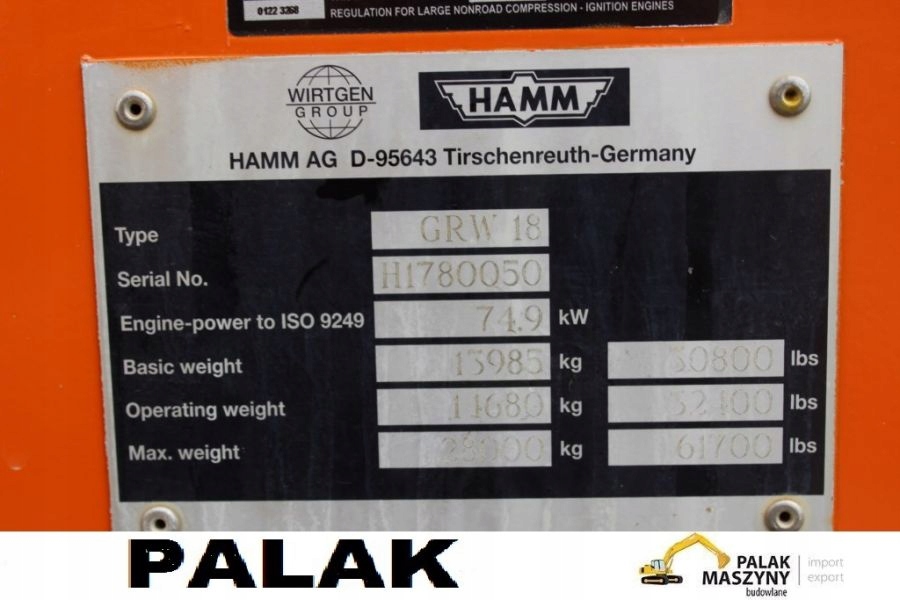 0122 3268
REGULATION FOR LARGE NONROAD COMPRESSION - IGNITION ENGINES
WIRTGEN
GROUP
HAMM
HAMM AG D-95643 Tirschenreuth-Germany
Type GRW 18
Serial No. H1780050
Engine-power to ISO 9249 74.9 kW
Basic weight 13985 kg 30800 lbs
Operating weight 14680 kg 32400 lbs
Max. weight 28000 kg 61700 lbs
PALAK
PALAK
MASZYNY
budowlane
import
export